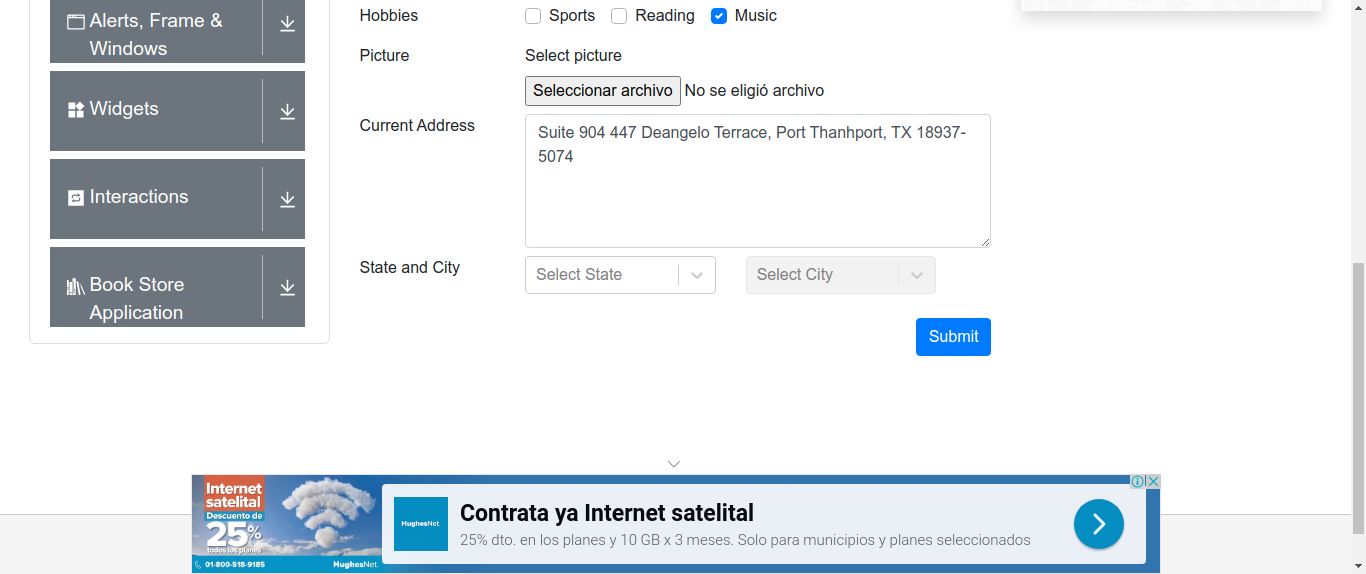 Alerts, Frame &
Windows
Widgets
Interactions
Book Store
Application
Hobbies
Sports Reading Music
Picture
Select picture
Seleccionar archivo No se eligió archivo
Current Address
Suite 904 447 Deangelo Terrace, Port Thanhport, TX 18937-
5074
State and City
Select State
Select City
Submit
Internet
satelital
Descuento de
25%
todos los planes
01-800-518-9185
HughesNet.
HughesNet.
Contrata ya Internet satelital
25% dto. en los planes y 10 GB x 3 meses. Solo para municipios y planes seleccionados